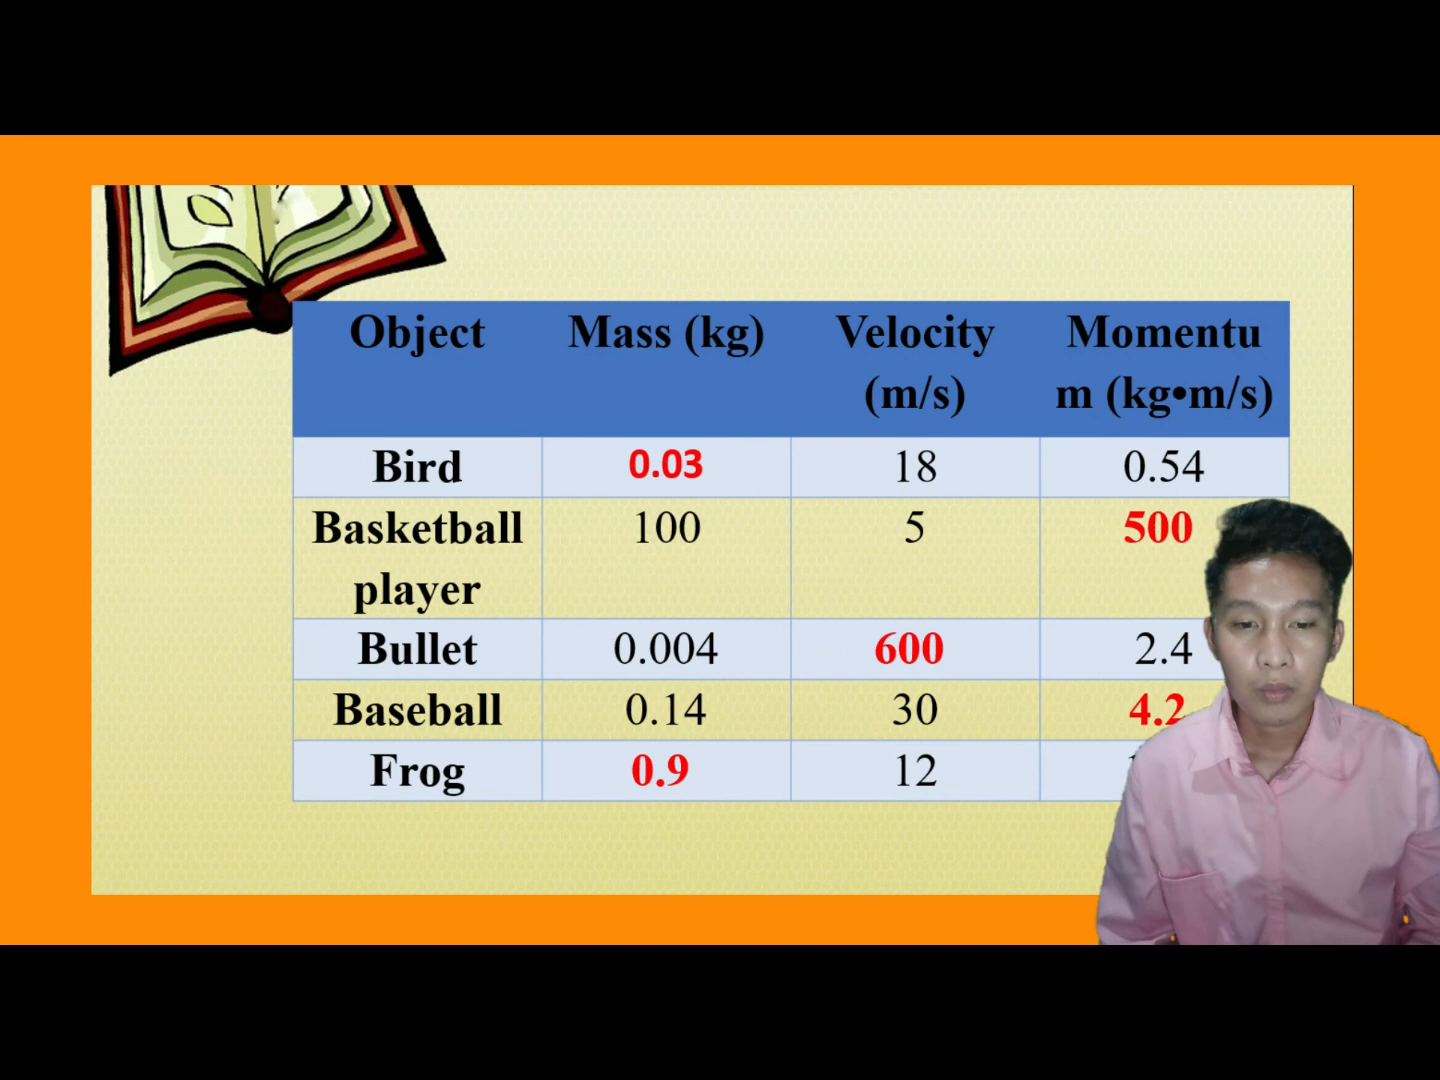 Object Mass (kg) Velocity Momentu
(m/s) m (kg•m/s)
Bird 0.03 18 0.54
Basketball 100 5 500
player
Bullet 0.004 600 2.4
Baseball 0.14 30 4.2
Frog 0.9 12